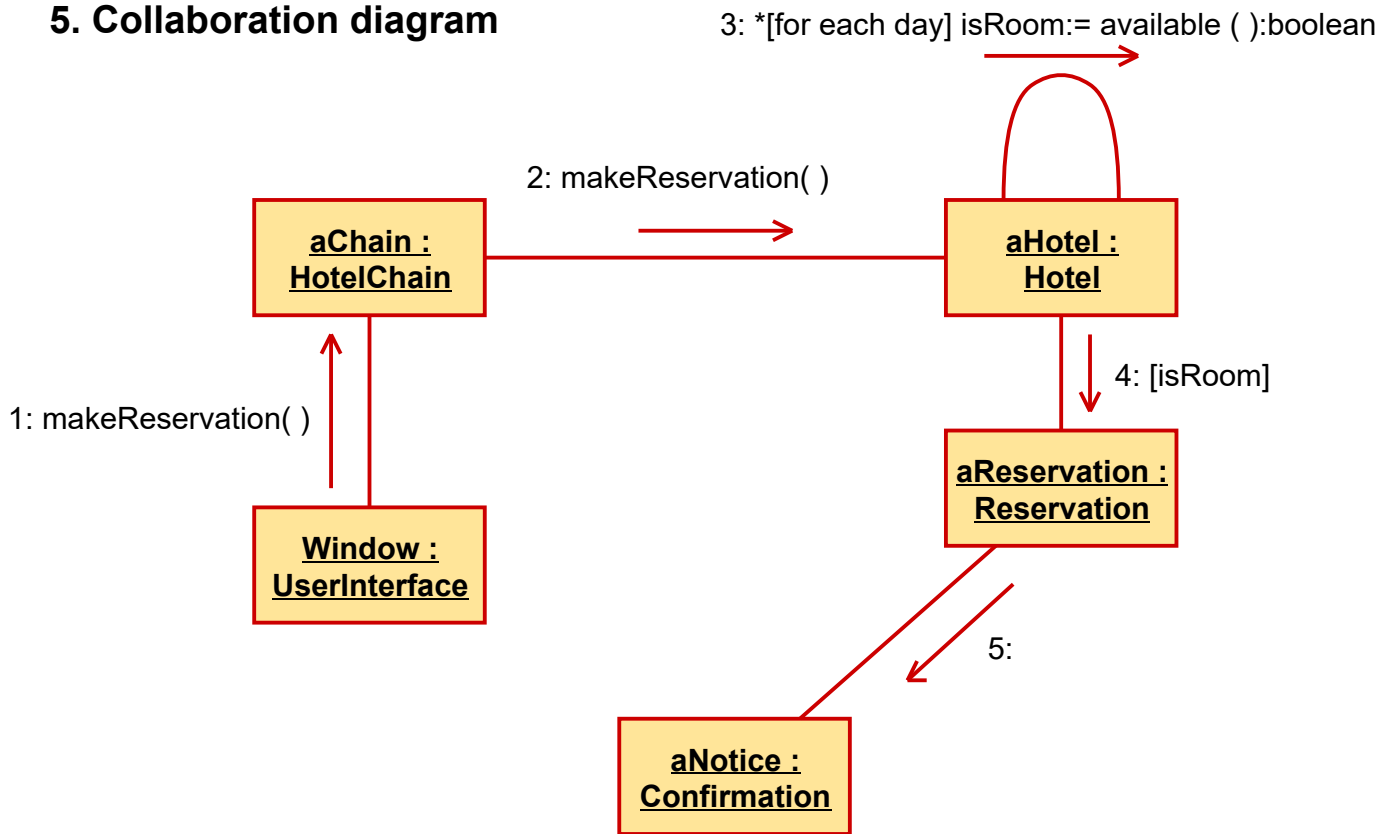 5. Collaboration diagram
3: *[for each day] isRoom:= available ( ):boolean
2: makeReservation( )
aChain :
HotelChain
aHotel :
Hotel
1: makeReservation( )
4: [isRoom]
aReservation :
Reservation
Window :
UserInterface
5:
aNotice :
Confirmation